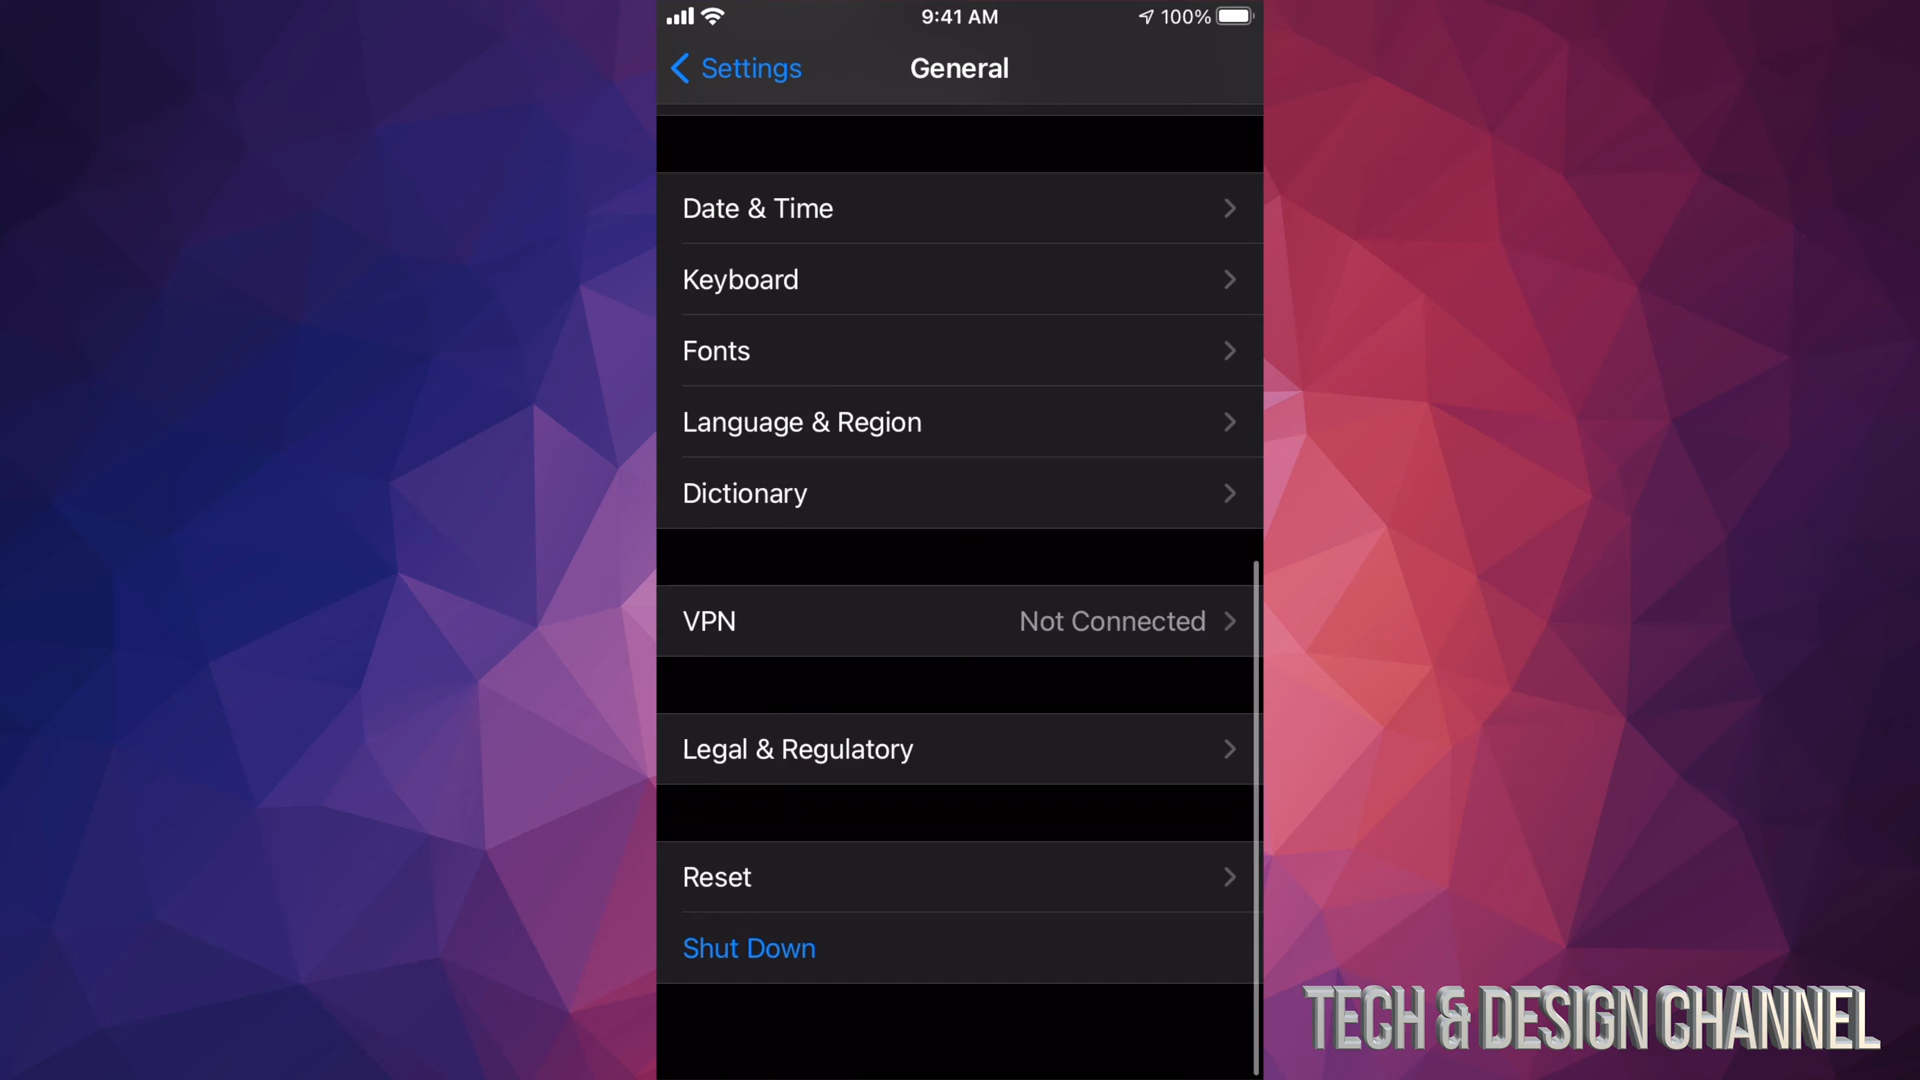 9:41 AM 100%
Settings General
Date & Time
Keyboard
Fonts
Language & Region
Dictionary
VPN Not Connected
Legal & Regulatory
Reset
Shut Down
TECH & DESIGN CHANNEL